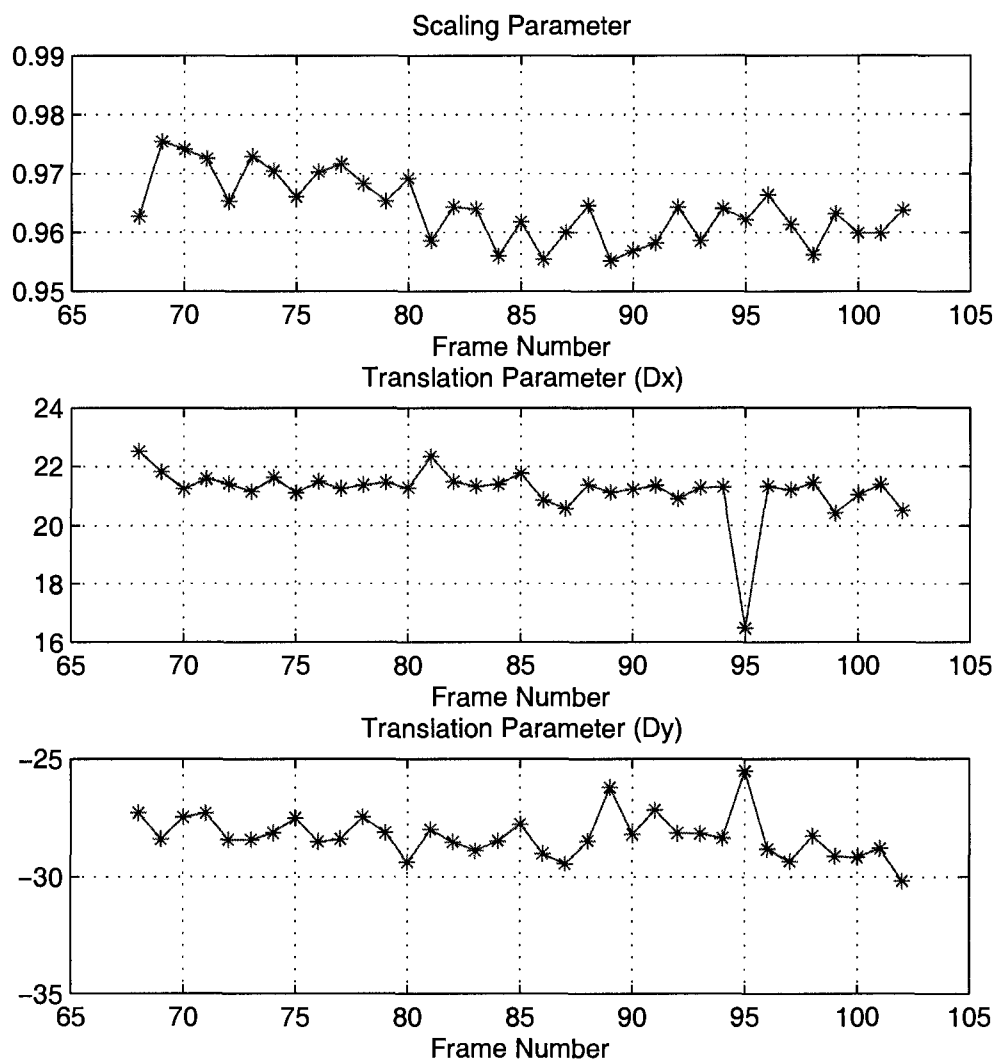 Scaling Parameter
0.99
0.98
0.97
0.96
0.95
65 70 75 80 85 90 95 100 105
Frame Number
Translation Parameter (Dx)
24
22
20
18
16
65 70 75 80 85 90 95 100 105
Frame Number
Translation Parameter (Dy)
−25
−30
−35
65 70 75 80 85 90 95 100 105
Frame Number